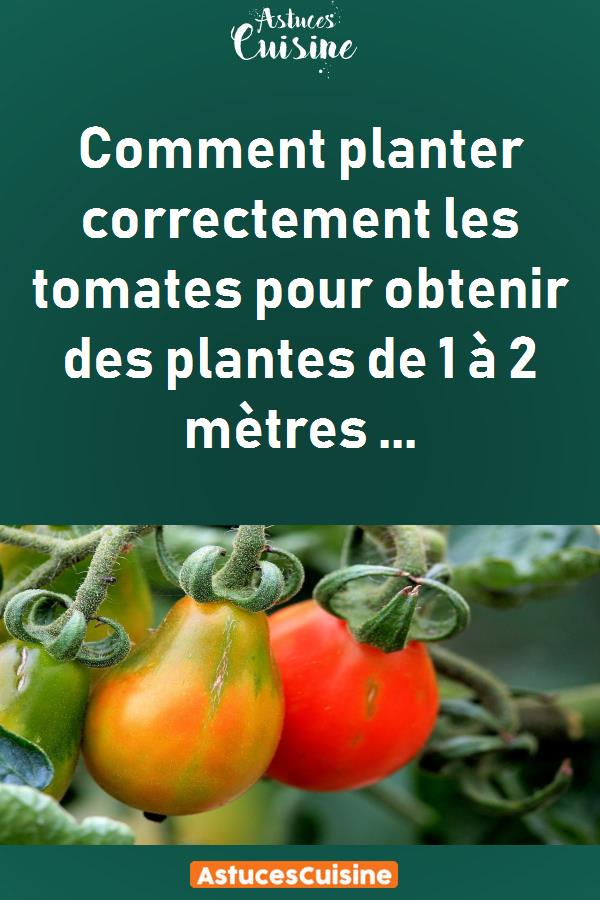 Astuces
Cuisine
Comment planter
correctement les
tomates pour obtenir
des plantes de 1 à 2
mètres ...
AstucesCuisine